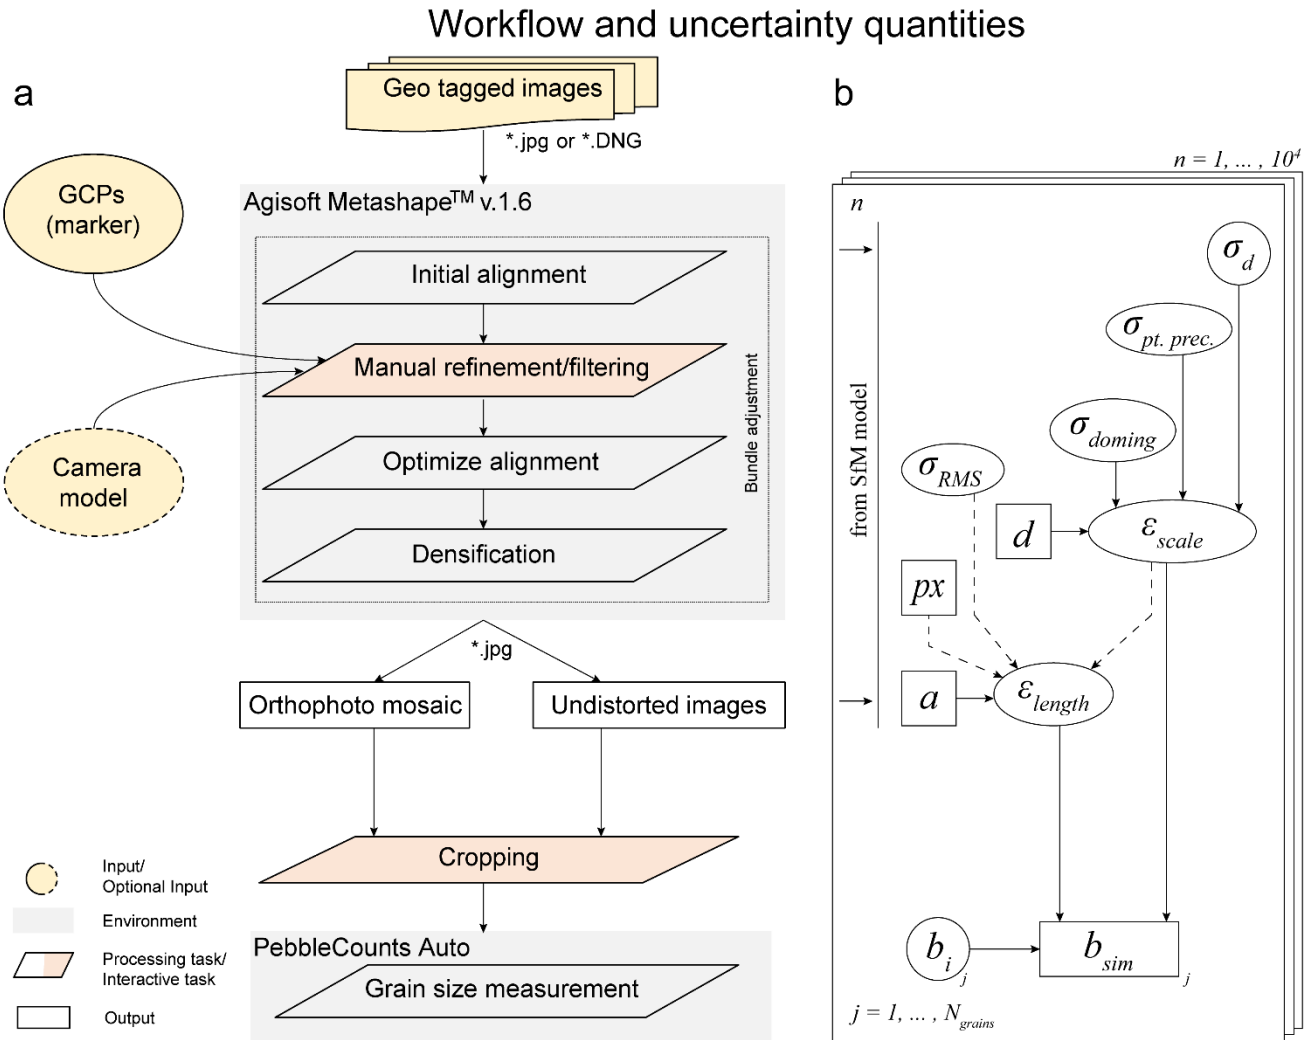 Workflow and uncertainty quantities
a
Geo tagged images
*.jpg or *.DNG
GCPs
(marker)
Agisoft Metashape™ v.1.6
Initial alignment
Manual refinement/filtering
Optimize alignment
Densification
Bundle adjustment
Camera
model
*.jpg
Orthophoto mosaic
Undistorted images
Cropping
PebbleCounts Auto
Grain size measurement
Input/
Optional Input
Environment
Processing task/
Interactive task
Output
b
n = 1, ... , 10⁴
n
from SfM model
σ_d
σ_pt. prec.
σ_doming
σ_RMS
d
ε_scale
px
a
ε_length
b_i_j
b_sim
j
j = 1, ... , N_grains